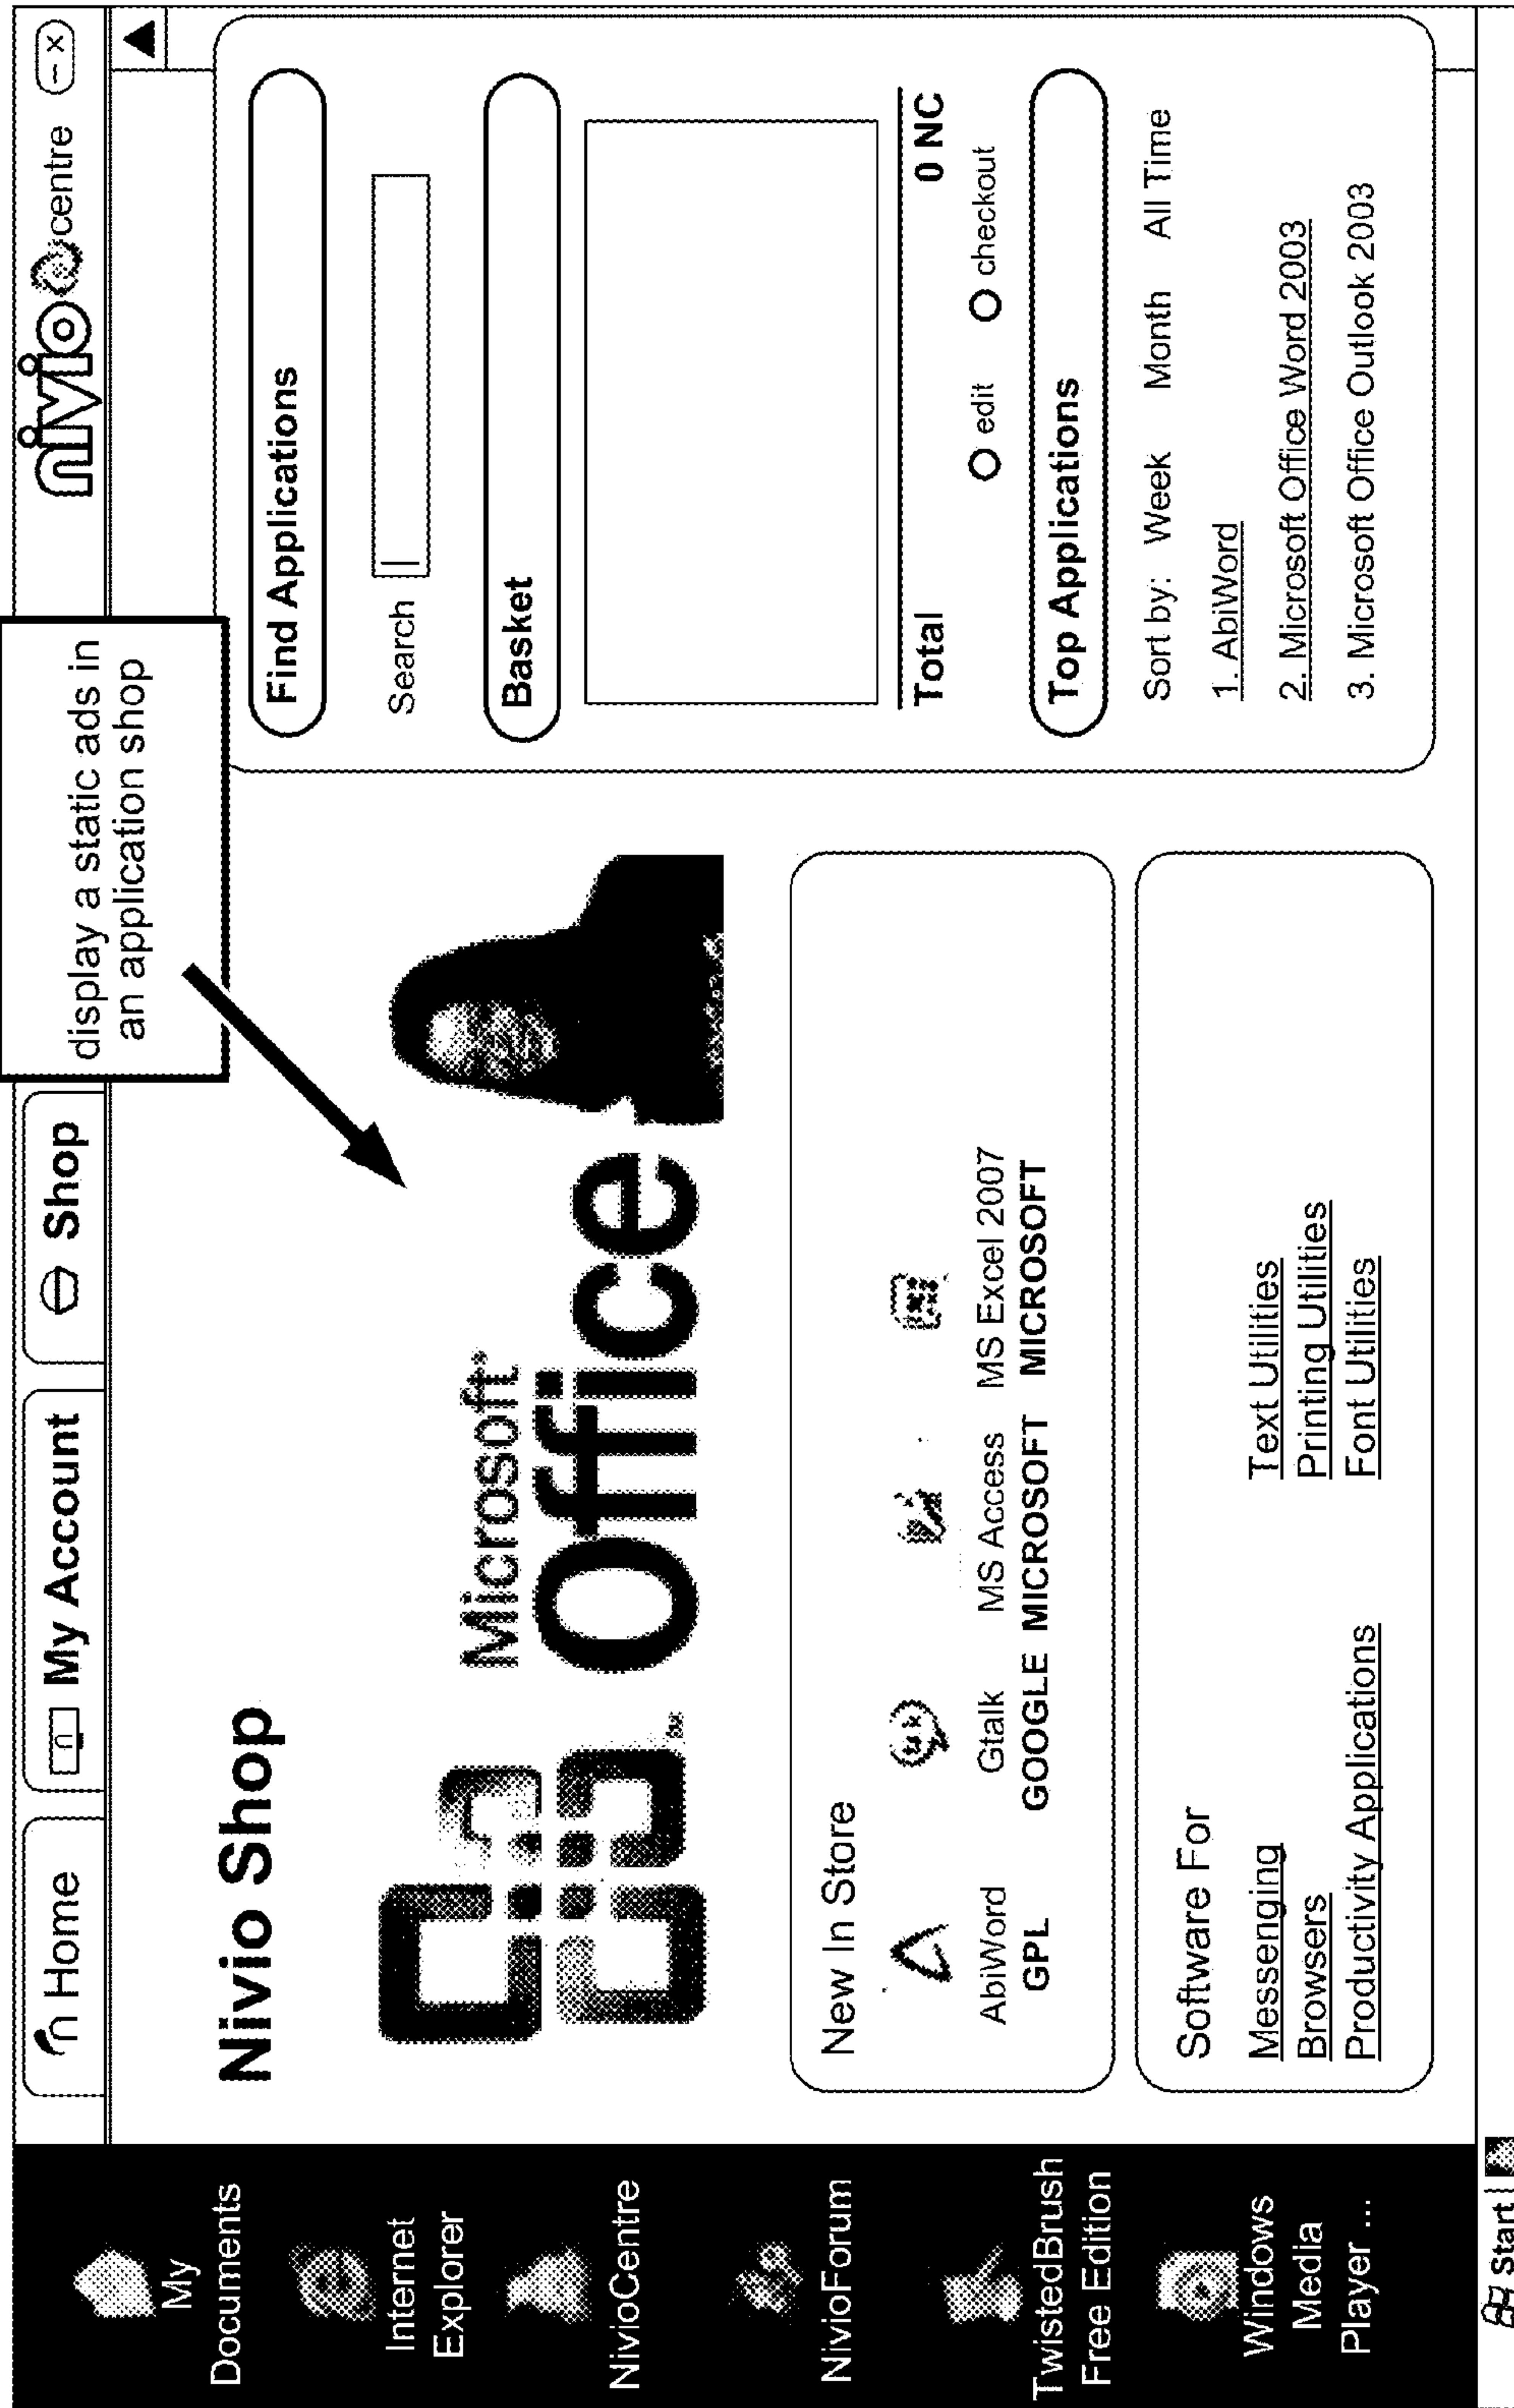 Home
My Account
Shop
display a static ads in
an application shop
nivio centre
My
Documents
Internet
Explorer
NivioCentre
NivioForum
TwistedBrush
Free Edition
Windows
Media
Player ...
Start
Nivio Shop
Microsoft
Office
New In Store
AbiWord
GPL
Gtalk
GOOGLE
MS Access
MICROSOFT
MS Excel 2007
MICROSOFT
Software For
Messenging
Browsers
Productivity Applications
Text Utilities
Printing Utilities
Font Utilities
Find Applications
Search
Basket
Total 0 NC
edit checkout
Top Applications
Sort by: Week Month All Time
1. AbiWord
2. Microsoft Office Word 2003
3. Microsoft Office Outlook 2003